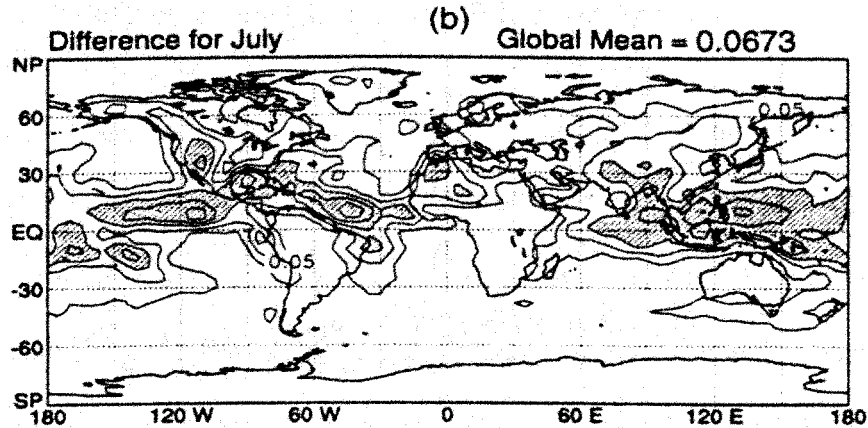 (b)
Difference for July
Global Mean = 0.0673
NP
60
30
EQ
-30
-60
SP
0.05
0.05
180
120 W
60 W
0
60 E
120 E
180